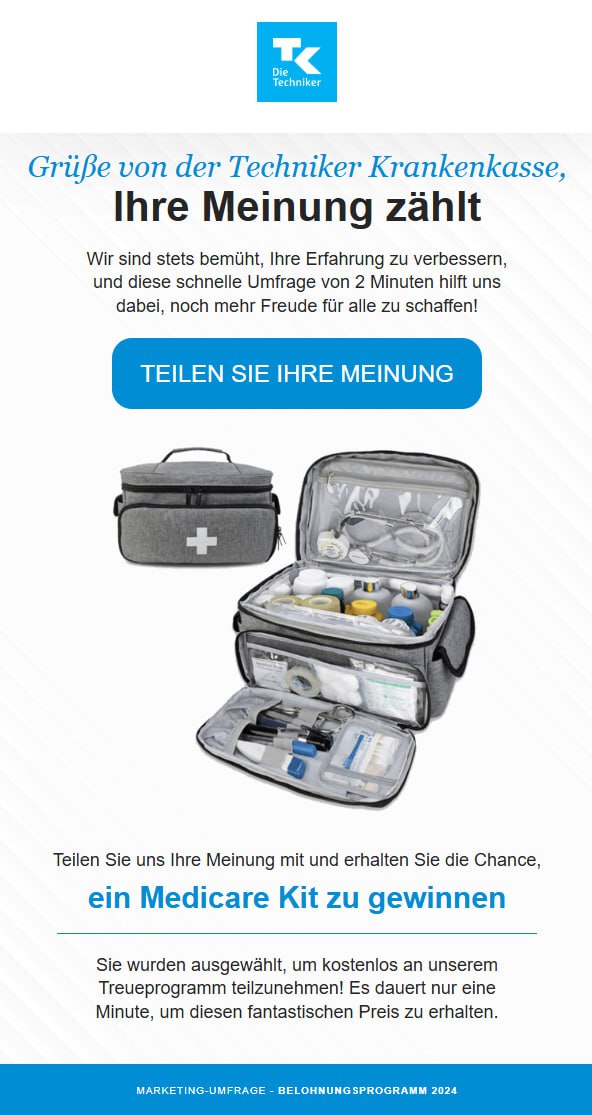 TK
Die
Techniker
Grüße von der Techniker Krankenkasse,
Ihre Meinung zählt
Wir sind stets bemüht, Ihre Erfahrung zu verbessern,
und diese schnelle Umfrage von 2 Minuten hilft uns
dabei, noch mehr Freude für alle zu schaffen!
TEILEN SIE IHRE MEINUNG
Teilen Sie uns Ihre Meinung mit und erhalten Sie die Chance,
ein Medicare Kit zu gewinnen
Sie wurden ausgewählt, um kostenlos an unserem
Treueprogramm teilzunehmen! Es dauert nur eine
Minute, um diesen fantastischen Preis zu erhalten.
MARKETING-UMFRAGE - BELOHNUNGSPROGRAMM 2024